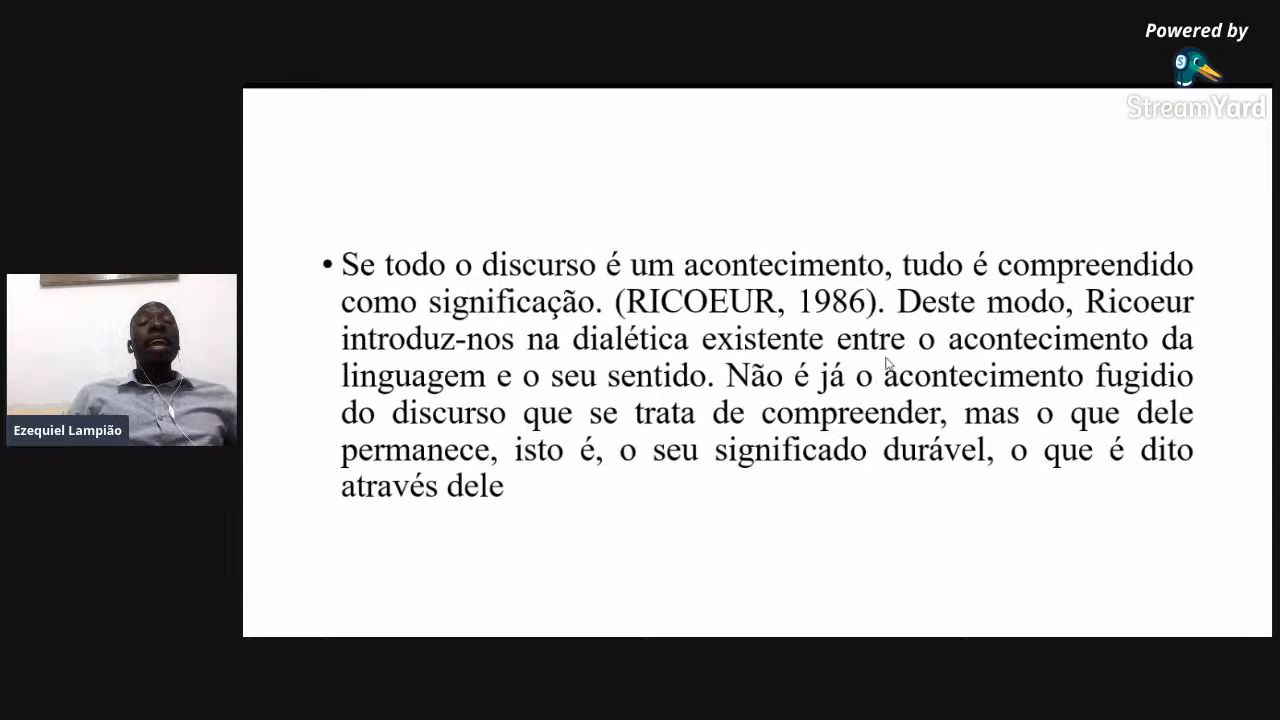 Powered by
StreamYard
• Se todo o discurso é um acontecimento, tudo é compreendido
como significação. (RICOEUR, 1986). Deste modo, Ricoeur
introduz-nos na dialética existente entre o acontecimento da
linguagem e o seu sentido. Não é já o acontecimento fugidio
do discurso que se trata de compreender, mas o que dele
permanece, isto é, o seu significado durável, o que é dito
através dele
Ezequiel Lampião